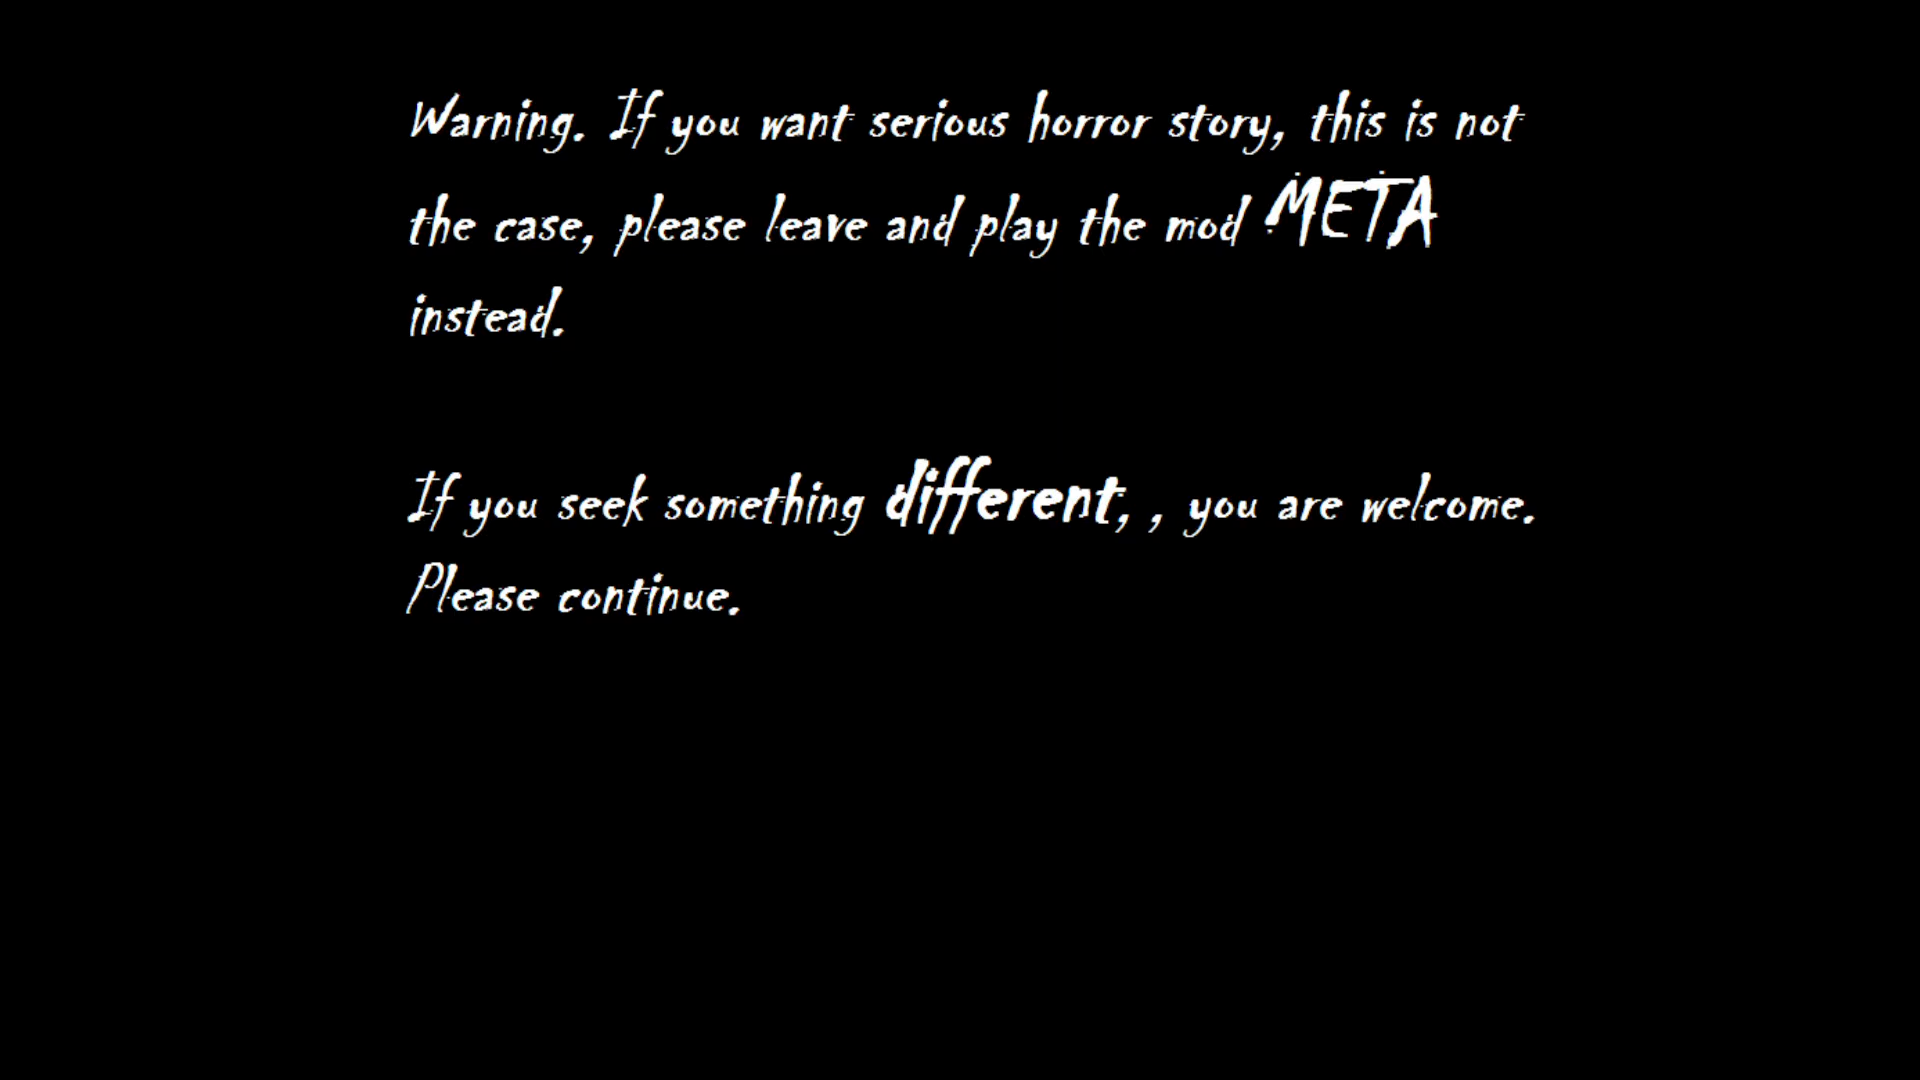 Warning. If you want serious horror story, this is not
the case, please leave and play the mod META
instead.
If you seek something different, , you are welcome.
Please continue.